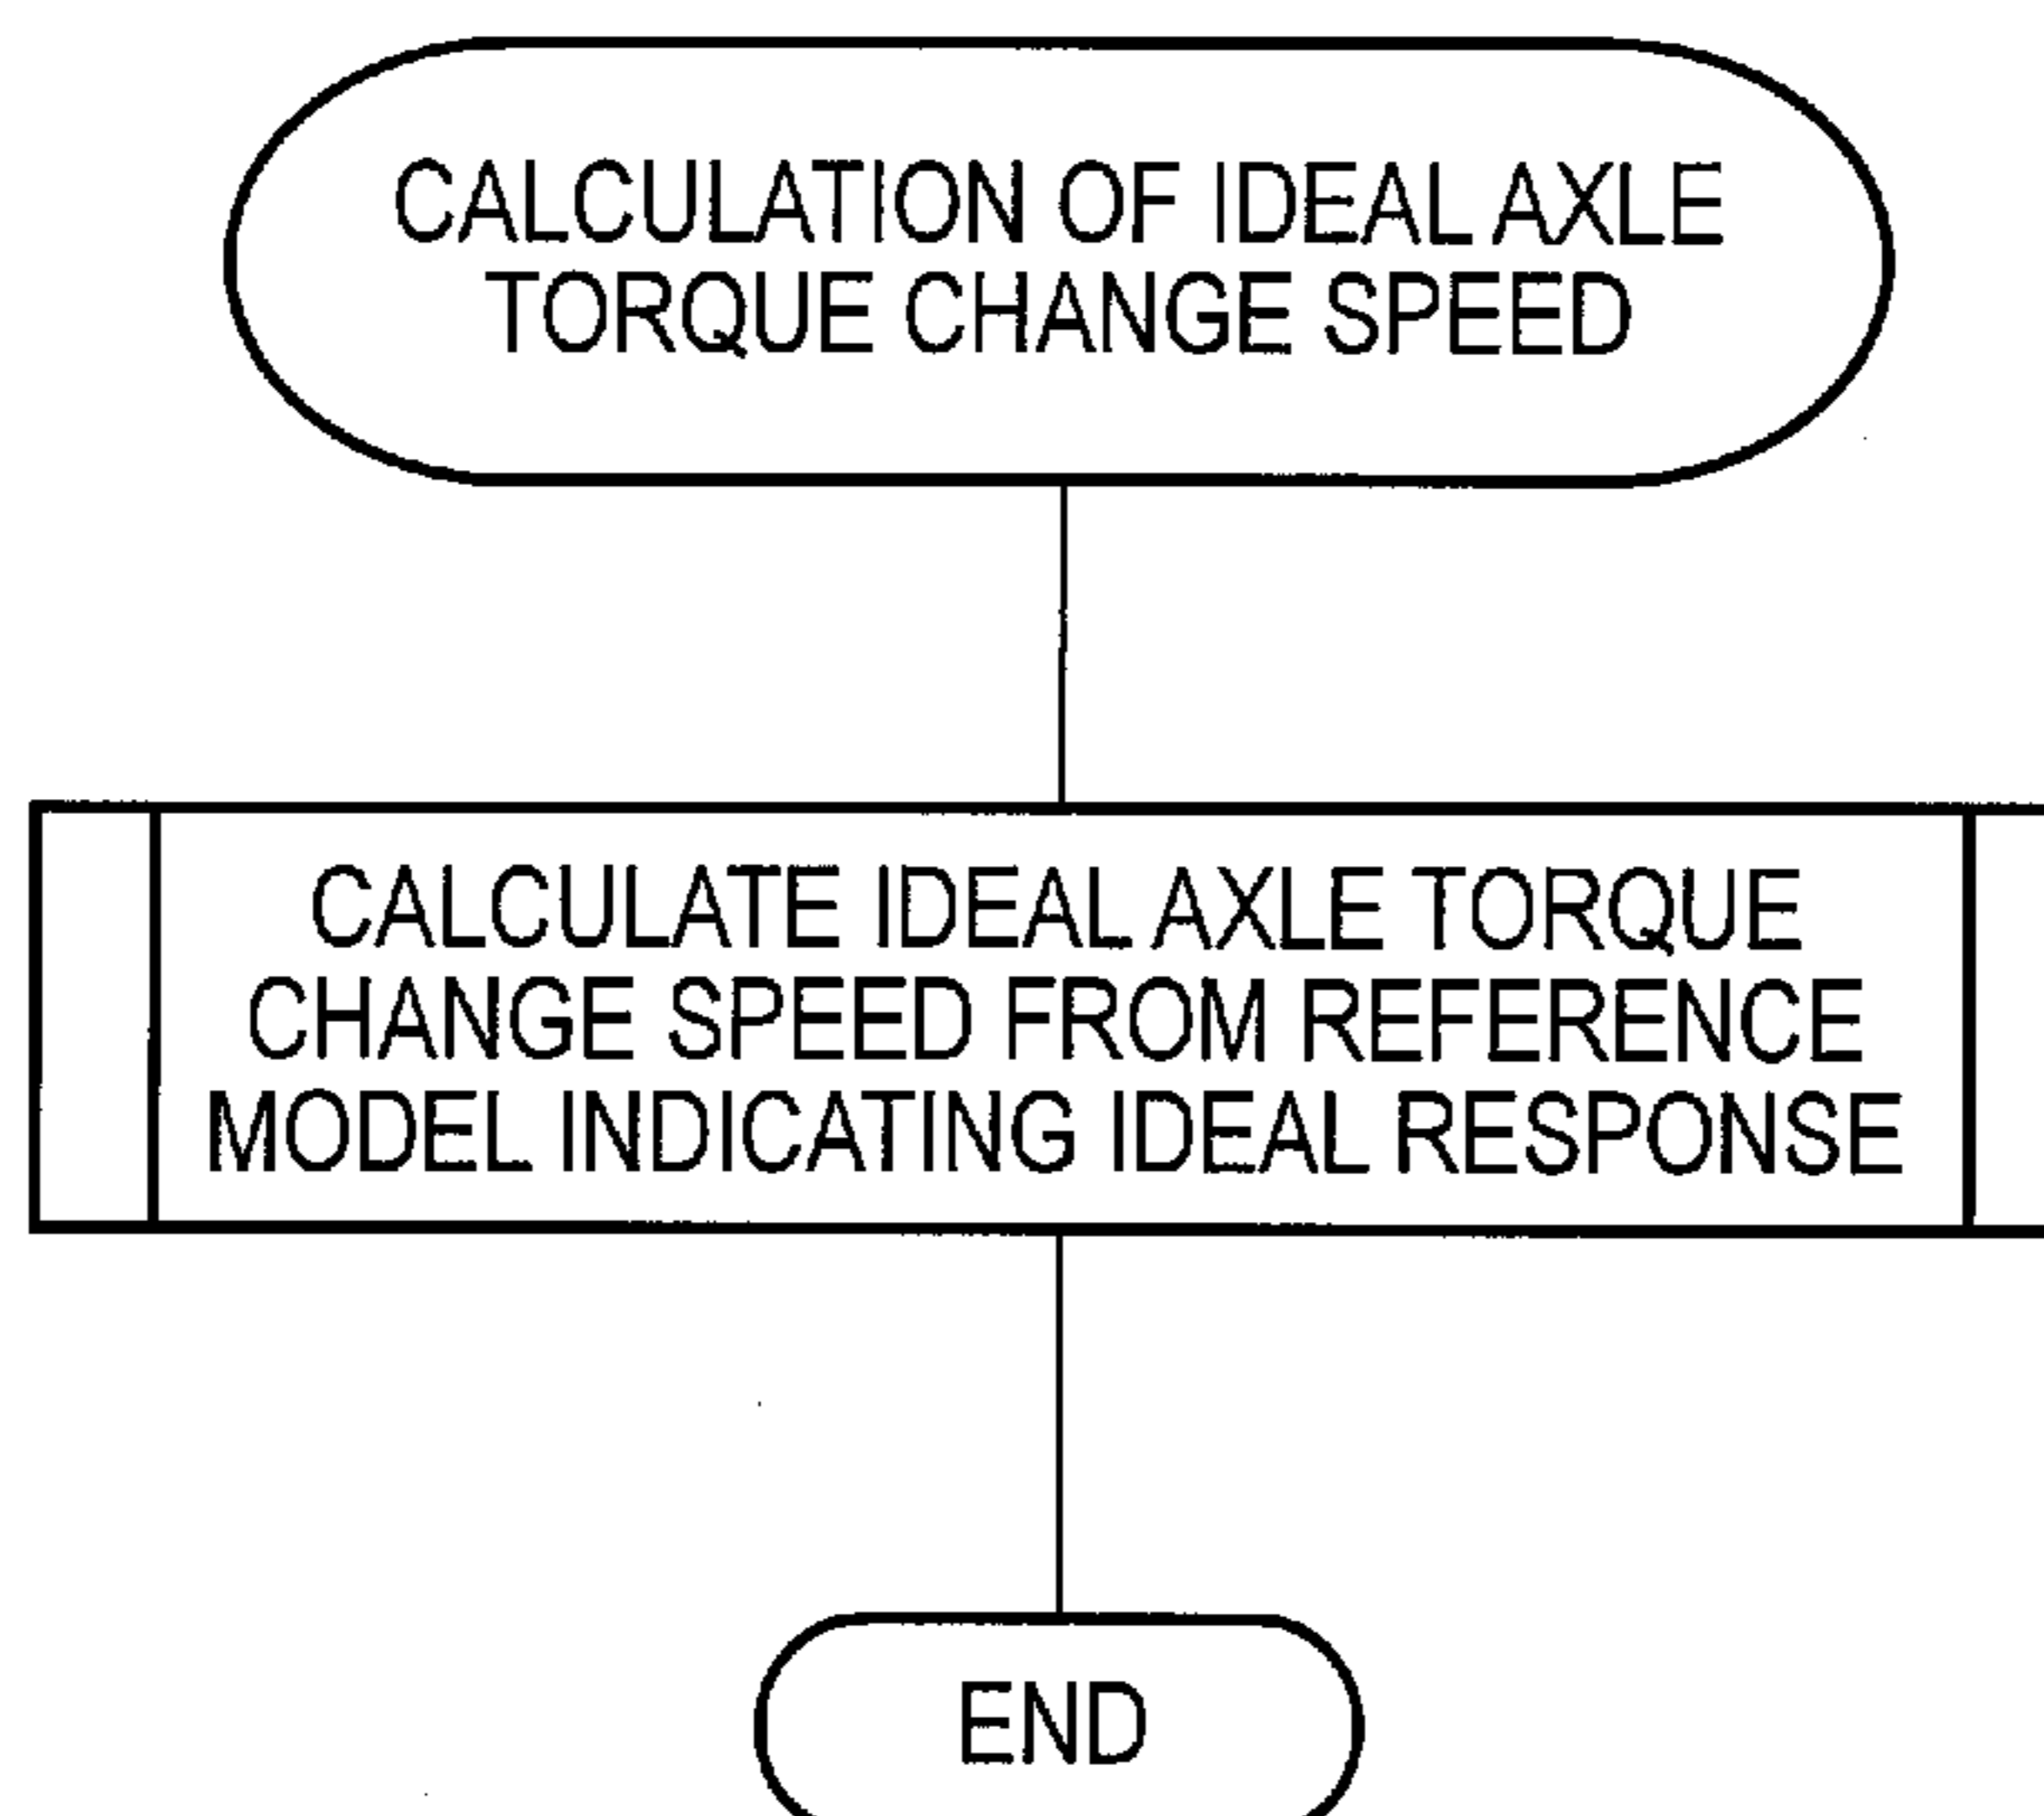 CALCULATION OF IDEAL AXLE
TORQUE CHANGE SPEED
CALCULATE IDEAL AXLE TORQUE
CHANGE SPEED FROM REFERENCE
MODEL INDICATING IDEAL RESPONSE
END